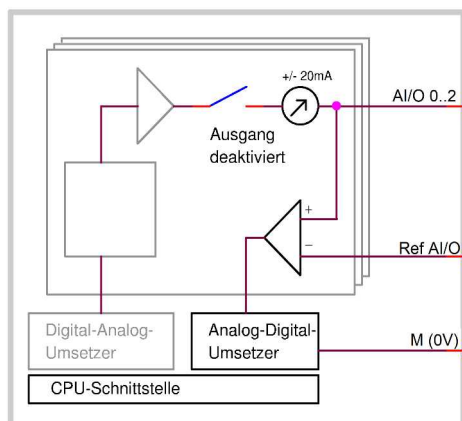 +/- 20mA
AI/O 0..2
Ausgang
deaktiviert
+
−
Ref AI/O
Digital-Analog-
Umsetzer
Analog-Digital-
Umsetzer
M (0V)
CPU-Schnittstelle